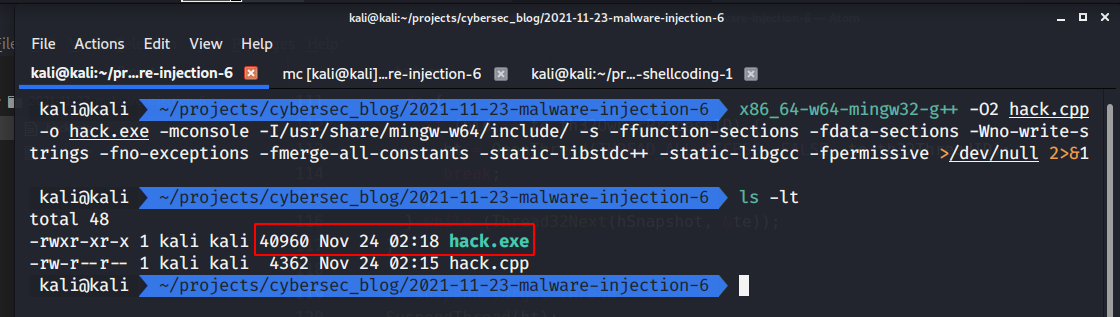 kali@kali:~/projects/cybersec_blog/2021-11-23-malware-injection-6
File Actions Edit View Help
kali@kali:~/pr...re-injection-6 mc [kali@kali]...re-injection-6 kali@kali:~/pr...-shellcoding-1
kali@kali ~/projects/cybersec_blog/2021-11-23-malware-injection-6 x86_64-w64-mingw32-g++ -O2 hack.cpp
-o hack.exe -mconsole -I/usr/share/mingw-w64/include/ -s -ffunction-sections -fdata-sections -Wno-write-s
trings -fno-exceptions -fmerge-all-constants -static-libstdc++ -static-libgcc -fpermissive >/dev/null 2>&1
kali@kali ~/projects/cybersec_blog/2021-11-23-malware-injection-6 ls -lt
total 48
-rwxr-xr-x 1 kali kali 40960 Nov 24 02:18 hack.exe
-rw-r--r-- 1 kali kali 4362 Nov 24 02:15 hack.cpp
kali@kali ~/projects/cybersec_blog/2021-11-23-malware-injection-6